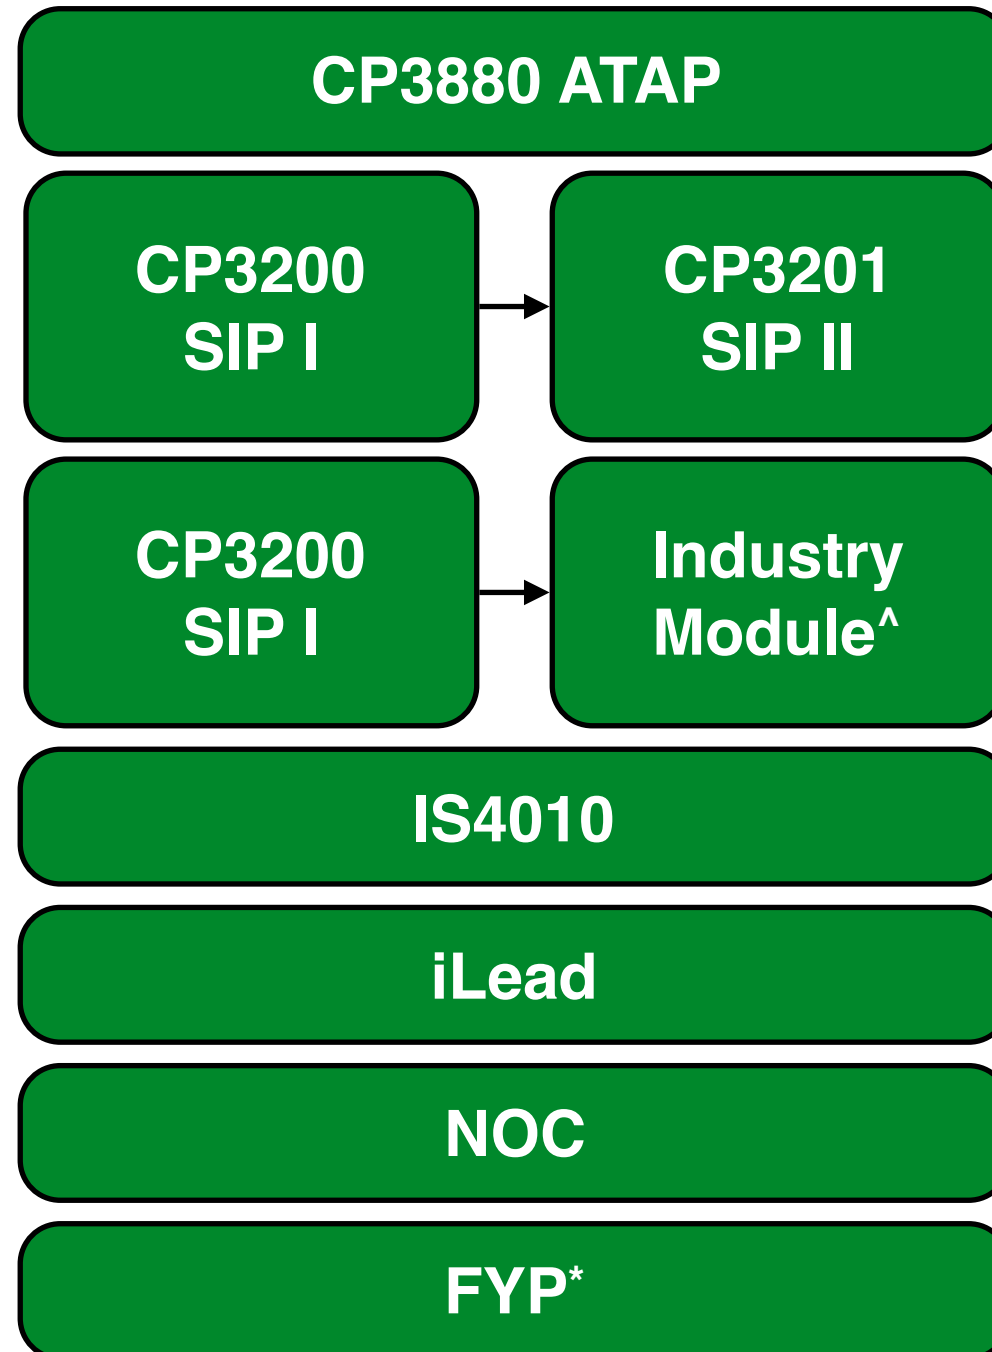 CP3880 ATAP
CP3200
SIP I
CP3201
SIP II
CP3200
SIP I
Industry
Module^
IS4010
iLead
NOC
FYP*